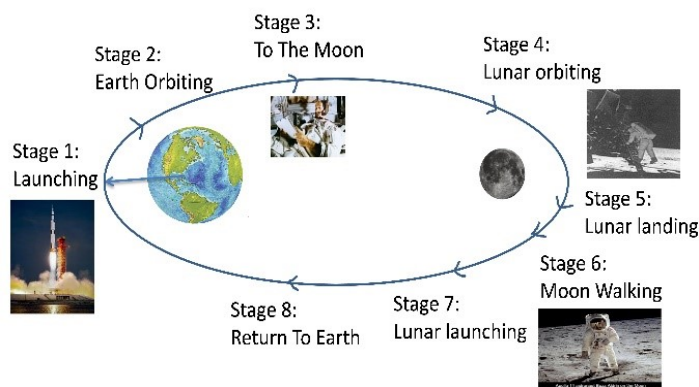 Stage 1:
Launching
Stage 2:
Earth Orbiting
Stage 3:
To The Moon
Stage 4:
Lunar orbiting
Stage 5:
Lunar landing
Stage 6:
Moon Walking
Stage 7:
Lunar launching
Stage 8:
Return To Earth